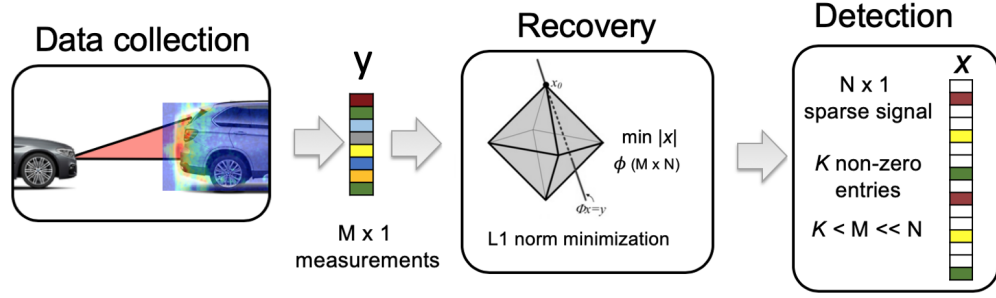 Data collection
y
M x 1
measurements
Recovery
x₀
min |x|
ϕ (M x N)
Φx=y
L1 norm minimization
Detection
X
N x 1
sparse signal
K non-zero
entries
K < M << N